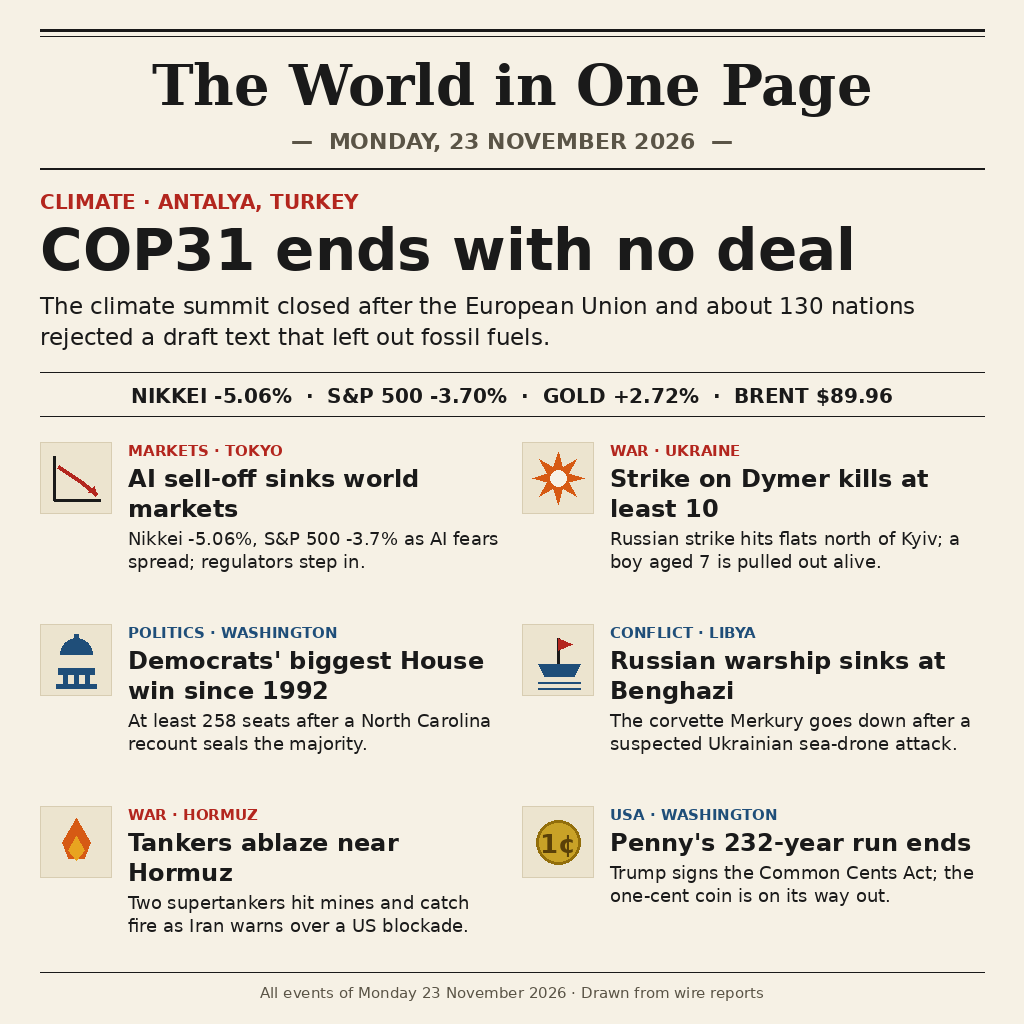 The World in One Page
— MONDAY, 23 NOVEMBER 2026 —
CLIMATE · ANTALYA, TURKEY
COP31 ends with no deal
The climate summit closed after the European Union and about 130 nations
rejected a draft text that left out fossil fuels.
NIKKEI -5.06% · S&P 500 -3.70% · GOLD +2.72% · BRENT $89.96
MARKETS · TOKYO
AI sell-off sinks world
markets
Nikkei -5.06%, S&P 500 -3.7% as AI fears
spread; regulators step in.
WAR · UKRAINE
Strike on Dymer kills at
least 10
Russian strike hits flats north of Kyiv; a
boy aged 7 is pulled out alive.
POLITICS · WASHINGTON
Democrats' biggest House
win since 1992
At least 258 seats after a North Carolina
recount seals the majority.
CONFLICT · LIBYA
Russian warship sinks at
Benghazi
The corvette Merkury goes down after a
suspected Ukrainian sea-drone attack.
WAR · HORMUZ
Tankers ablaze near
Hormuz
Two supertankers hit mines and catch
fire as Iran warns over a US blockade.
1¢
USA · WASHINGTON
Penny's 232-year run ends
Trump signs the Common Cents Act; the
one-cent coin is on its way out.
All events of Monday 23 November 2026 · Drawn from wire reports